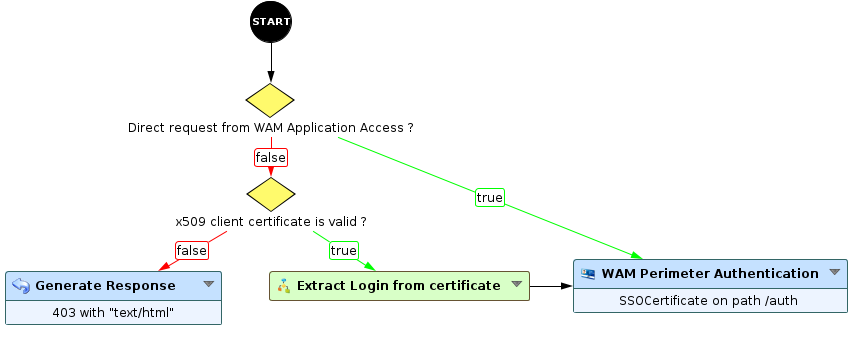 START
Direct request from WAM Application Access ?
false
true
x509 client certificate is valid ?
false
true
Generate Response
403 with "text/html"
Extract Login from certificate
WAM Perimeter Authentication
SSOCertificate on path /auth